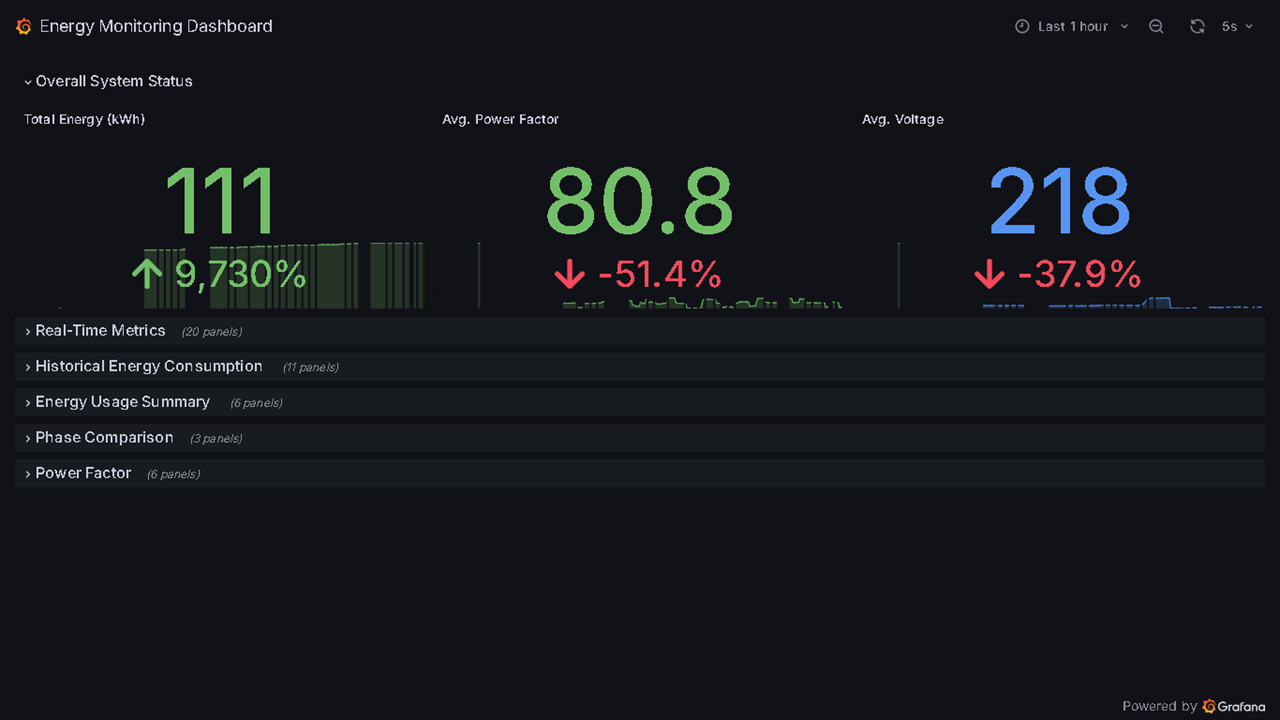 Energy Monitoring Dashboard
Last 1 hour
5s
Overall System Status
Total Energy (kWh)
Avg. Power Factor
Avg. Voltage
111
9,730%
80.8
-51.4%
218
-37.9%
Real-Time Metrics (20 panels)
Historical Energy Consumption (11 panels)
Energy Usage Summary (6 panels)
Phase Comparison (3 panels)
Power Factor (6 panels)
Powered by Grafana